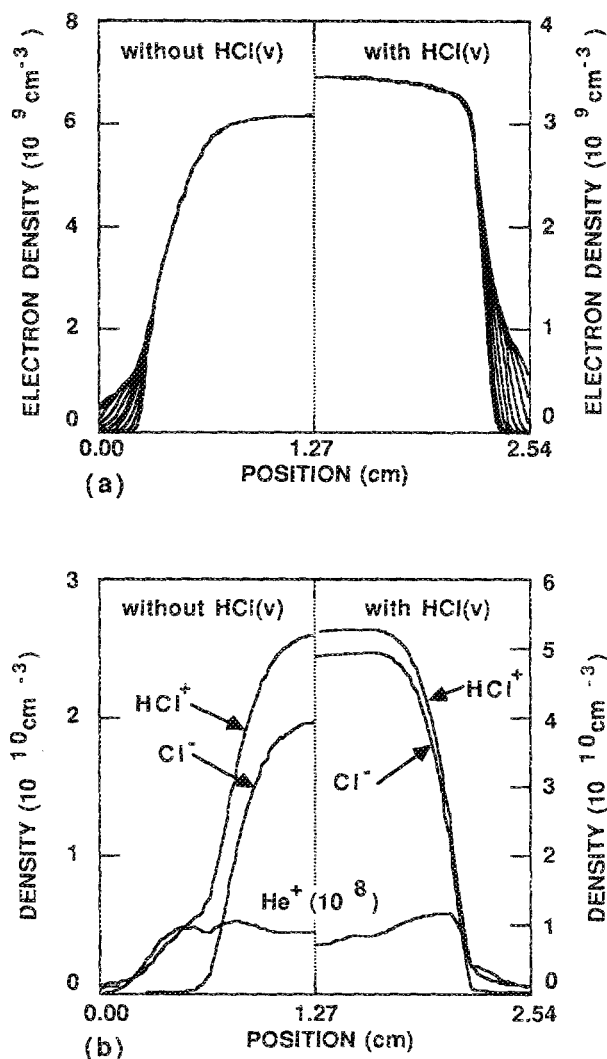 8
6
4
2
0
ELECTRON DENSITY (10 9 cm -3)
without HCl(v)
with HCl(v)
4
3
2
1
0
ELECTRON DENSITY (10 9 cm -3)
0.00
1.27
2.54
POSITION (cm)
(a)
3
2
1
0
DENSITY (10 10 cm -3)
without HCl(v)
with HCl(v)
HCl+
Cl-
HCl+
Cl-
He+ (10 8)
6
5
4
3
2
1
0
DENSITY (10 10 cm -3)
0.00
1.27
2.54
POSITION (cm)
(b)